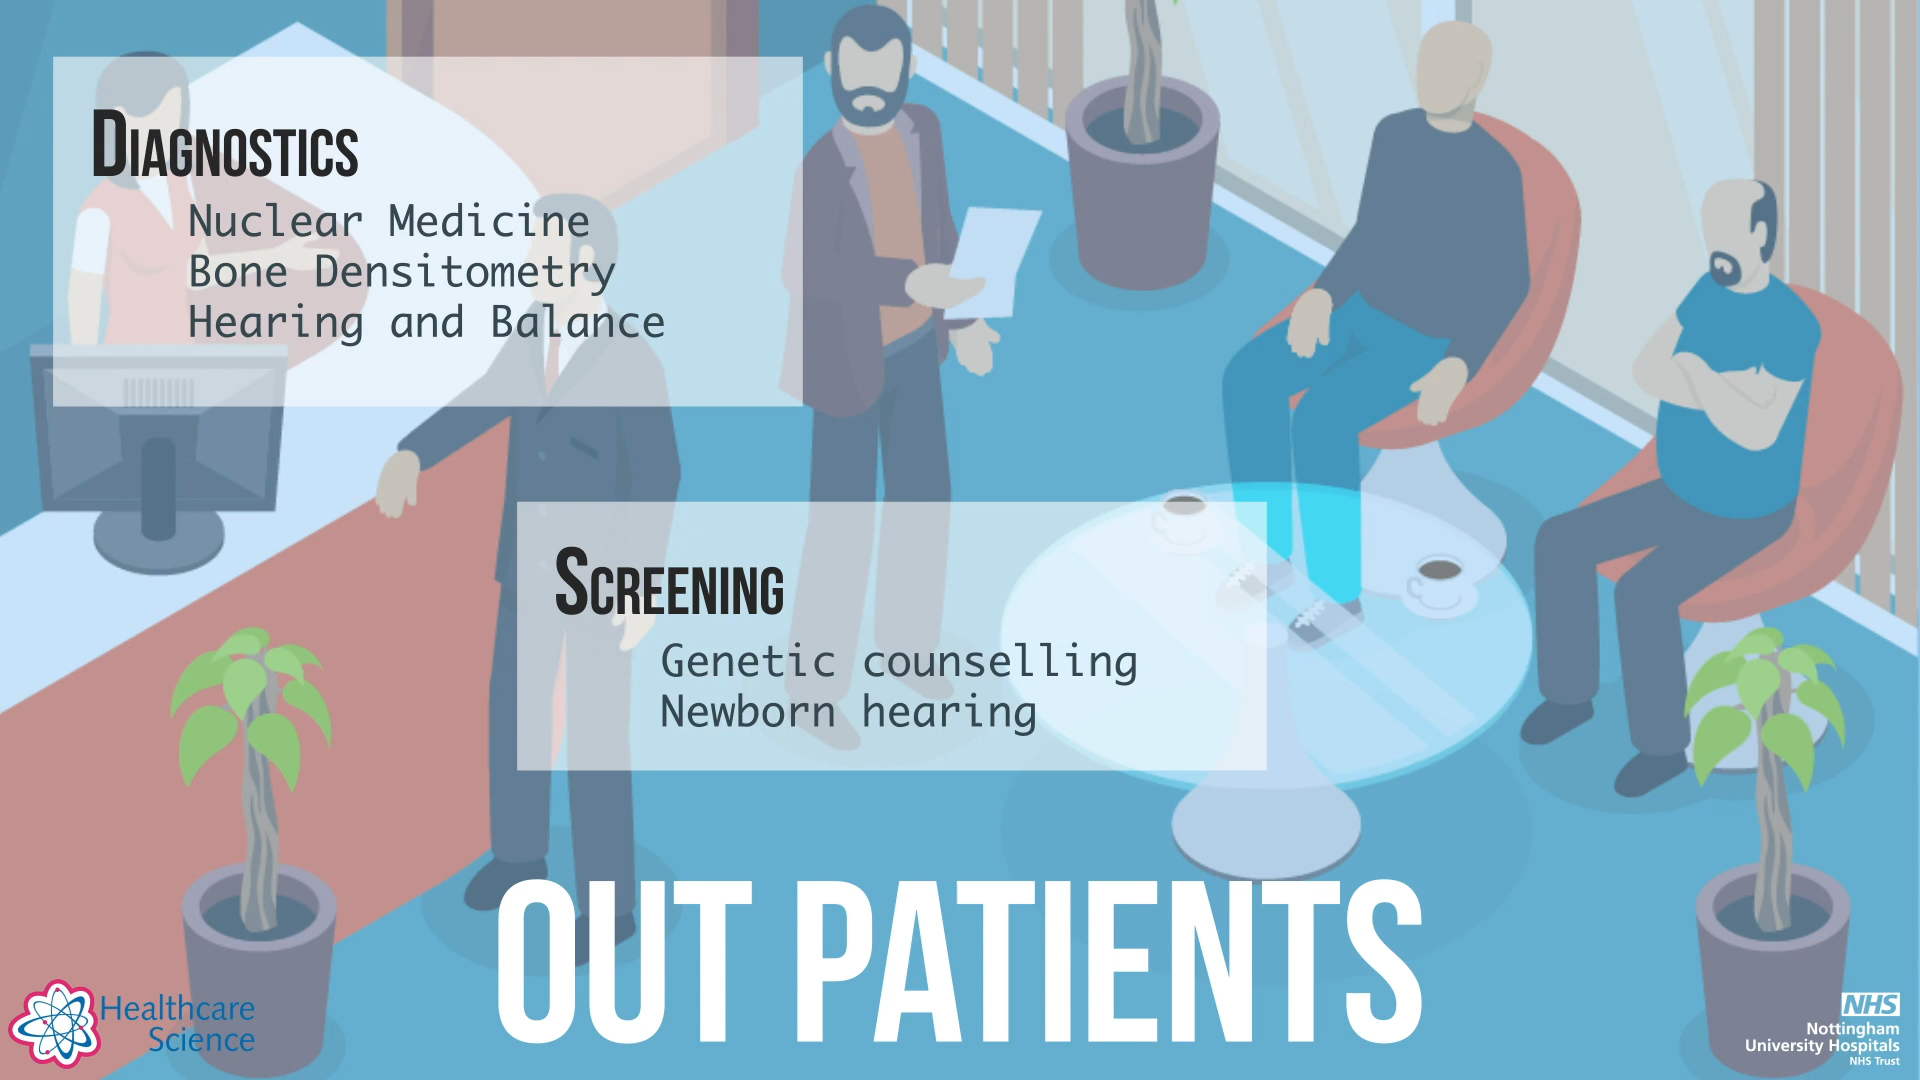 Diagnostics
Nuclear Medicine
Bone Densitometry
Hearing and Balance
Screening
Genetic counselling
Newborn hearing
OUT PATIENTS
Healthcare
Science
NHS
Nottingham
University Hospitals
NHS Trust